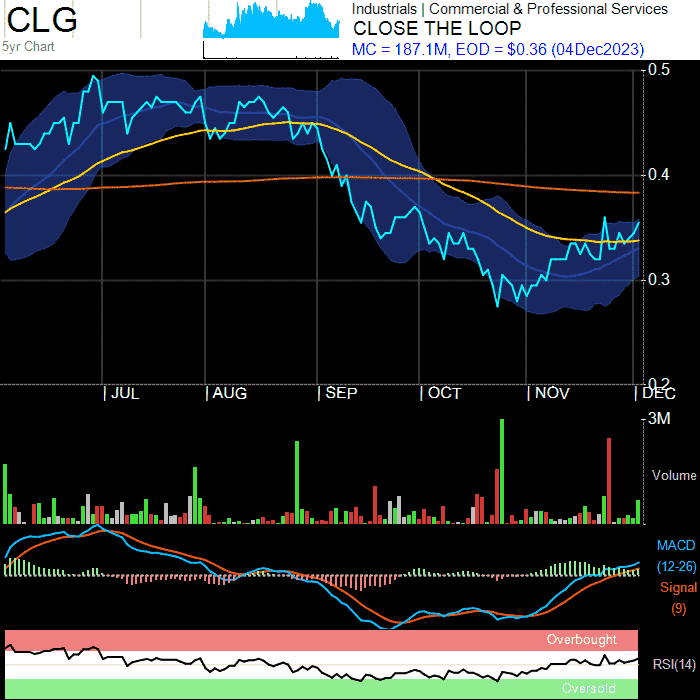 CLG
5yr Chart
Industrials | Commercial & Professional Services
CLOSE THE LOOP
MC = 187.1M, EOD = $0.36 (04Dec2023)
0.5
0.4
0.3
0.2
| JUL | AUG | SEP | OCT | NOV | DEC
3M
Volume
MACD
(12-26)
Signal
(9)
Overbought
RSI(14)
Oversold